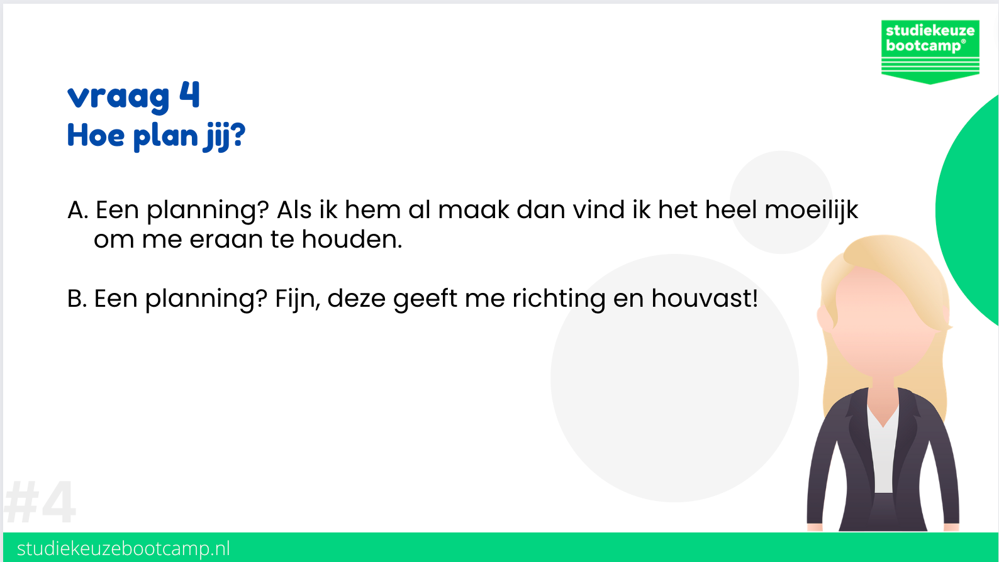 studiekeuze
bootcamp®
vraag 4
Hoe plan jij?
A. Een planning? Als ik hem al maak dan vind ik het heel moeilijk
om me eraan te houden.
B. Een planning? Fijn, deze geeft me richting en houvast!
#4
studiekeuzebootcamp.nl